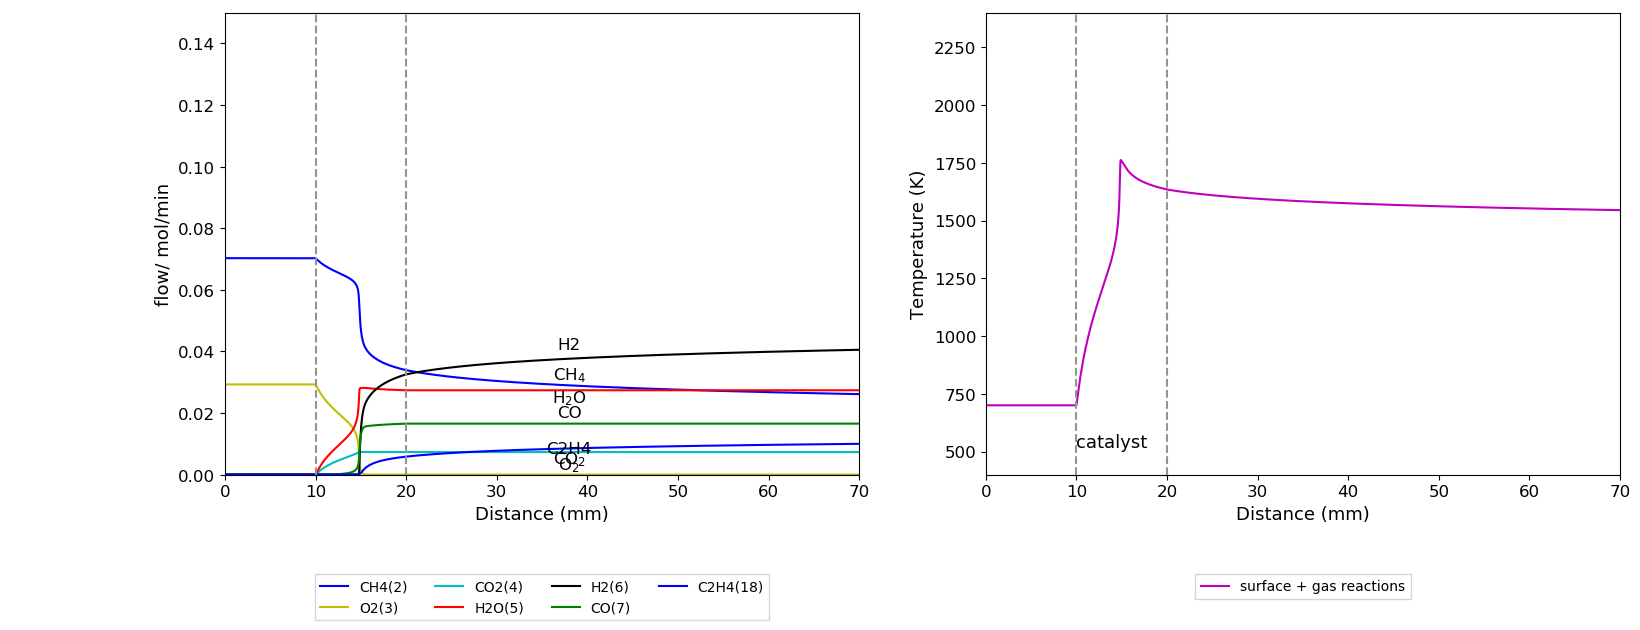 0.14
0.12
0.10
0.08
0.06
0.04
0.02
0.00
flow/ mol/min
H2
CH₄
H₂O
CO
C2H4
CO₂
O₂
0 10 20 30 40 50 60 70
Distance (mm)
CH4(2) CO2(4) H2(6) C2H4(18)
O2(3) H2O(5) CO(7)
2250
2000
1750
1500
1250
1000
750
500
Temperature (K)
catalyst
0 10 20 30 40 50 60 70
Distance (mm)
surface + gas reactions